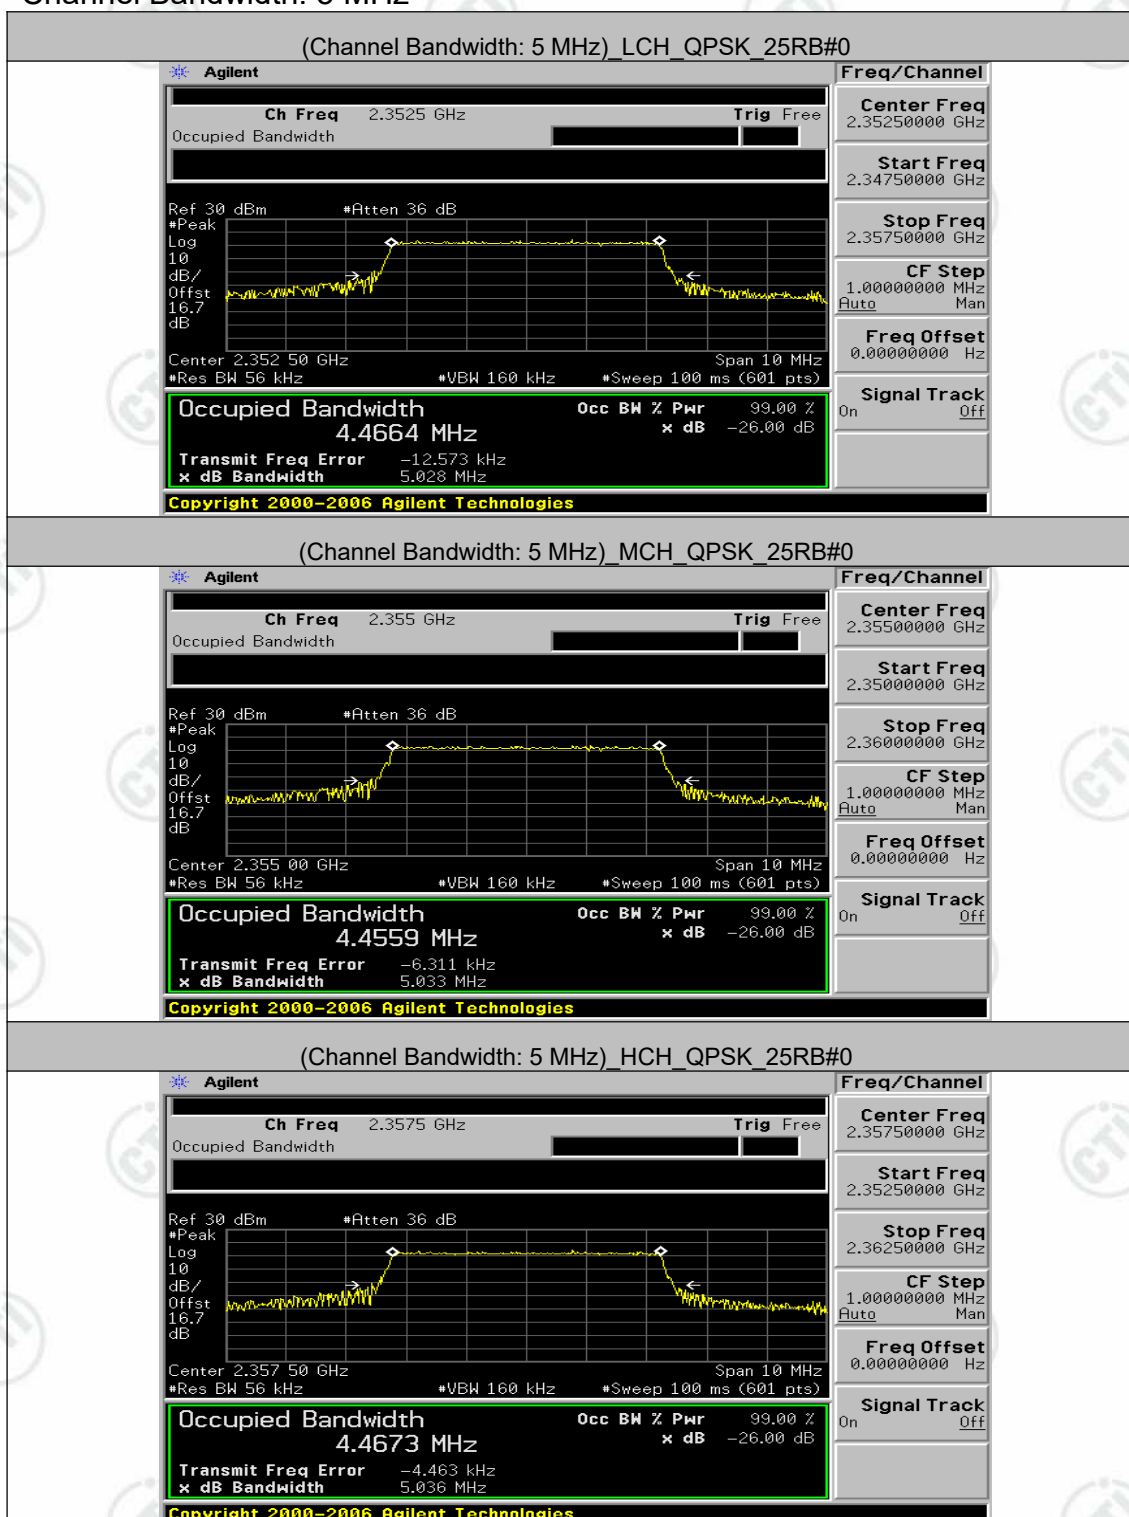 Channel Bandwidth: 5 MHz
(Channel Bandwidth: 5 MHz)_LCH_QPSK_25RB#0
Agilent
Freq/Channel
Ch Freq 2.3525 GHz Trig Free
Occupied Bandwidth
Center Freq
2.35250000 GHz
Start Freq
2.34750000 GHz
Stop Freq
2.35750000 GHz
CF Step
1.00000000 MHz
Auto Man
Freq Offset
0.00000000 Hz
Signal Track
On Off
Ref 30 dBm #Atten 36 dB
#Peak
Log
10
dB/
Offst
16.7
dB
Center 2.352 50 GHz Span 10 MHz
#Res BW 56 kHz #VBW 160 kHz #Sweep 100 ms (601 pts)
Occupied Bandwidth Occ BW % Pwr 99.00 %
4.4664 MHz x dB -26.00 dB
Transmit Freq Error -12.573 kHz
x dB Bandwidth 5.028 MHz
Copyright 2000-2006 Agilent Technologies
(Channel Bandwidth: 5 MHz)_MCH_QPSK_25RB#0
Agilent
Freq/Channel
Ch Freq 2.355 GHz Trig Free
Occupied Bandwidth
Center Freq
2.35500000 GHz
Start Freq
2.35000000 GHz
Stop Freq
2.36000000 GHz
CF Step
1.00000000 MHz
Auto Man
Freq Offset
0.00000000 Hz
Signal Track
On Off
Ref 30 dBm #Atten 36 dB
#Peak
Log
10
dB/
Offst
16.7
dB
Center 2.355 00 GHz Span 10 MHz
#Res BW 56 kHz #VBW 160 kHz #Sweep 100 ms (601 pts)
Occupied Bandwidth Occ BW % Pwr 99.00 %
4.4559 MHz x dB -26.00 dB
Transmit Freq Error -6.311 kHz
x dB Bandwidth 5.033 MHz
Copyright 2000-2006 Agilent Technologies
(Channel Bandwidth: 5 MHz)_HCH_QPSK_25RB#0
Agilent
Freq/Channel
Ch Freq 2.3575 GHz Trig Free
Occupied Bandwidth
Center Freq
2.35750000 GHz
Start Freq
2.35250000 GHz
Stop Freq
2.36250000 GHz
CF Step
1.00000000 MHz
Auto Man
Freq Offset
0.00000000 Hz
Signal Track
On Off
Ref 30 dBm #Atten 36 dB
#Peak
Log
10
dB/
Offst
16.7
dB
Center 2.357 50 GHz Span 10 MHz
#Res BW 56 kHz #VBW 160 kHz #Sweep 100 ms (601 pts)
Occupied Bandwidth Occ BW % Pwr 99.00 %
4.4673 MHz x dB -26.00 dB
Transmit Freq Error -4.463 kHz
x dB Bandwidth 5.036 MHz
Copyright 2000-2006 Agilent Technologies
CTI